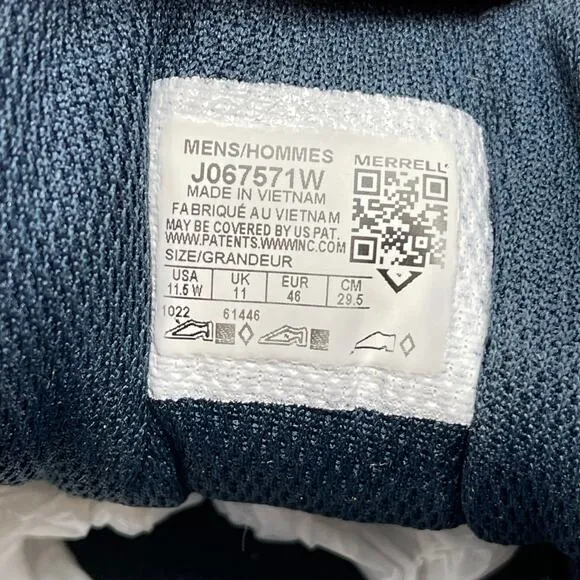 MENS/HOMMES
MERRELL
J067571W
MADE IN VIETNAM
FABRIQUÉ AU VIETNAM
MAY BE COVERED BY US PAT.
WWW.PATENTS.WWWINC.COM
SIZE/GRANDEUR
USA UK EUR CM
11.5 W 11 46 29.5
1022 61446